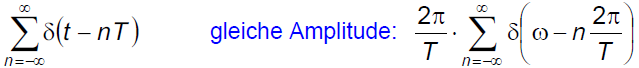 ∑_{n=-∞}^{∞} δ(t − nT) gleiche Amplitude: 2π/T · ∑_{n=-∞}^{∞} δ(ω − n 2π/T)